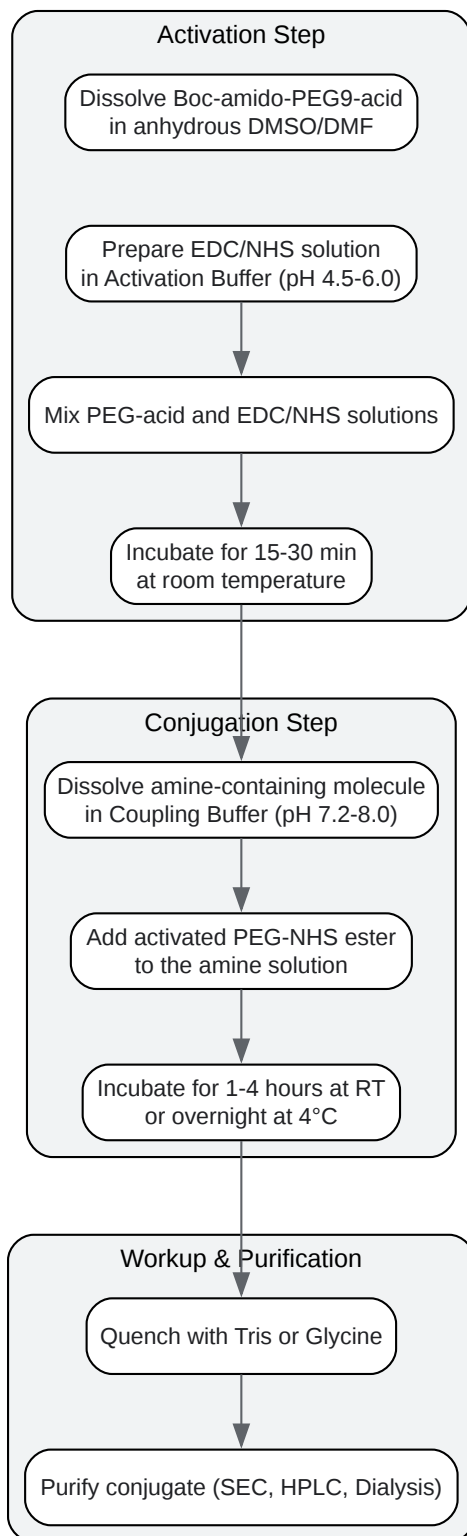 Activation Step
Dissolve Boc-amido-PEG9-acid
in anhydrous DMSO/DMF
Prepare EDC/NHS solution
in Activation Buffer (pH 4.5-6.0)
Mix PEG-acid and EDC/NHS solutions
Incubate for 15-30 min
at room temperature
Conjugation Step
Dissolve amine-containing molecule
in Coupling Buffer (pH 7.2-8.0)
Add activated PEG-NHS ester
to the amine solution
Incubate for 1-4 hours at RT
or overnight at 4°C
Workup & Purification
Quench with Tris or Glycine
Purify conjugate (SEC, HPLC, Dialysis)